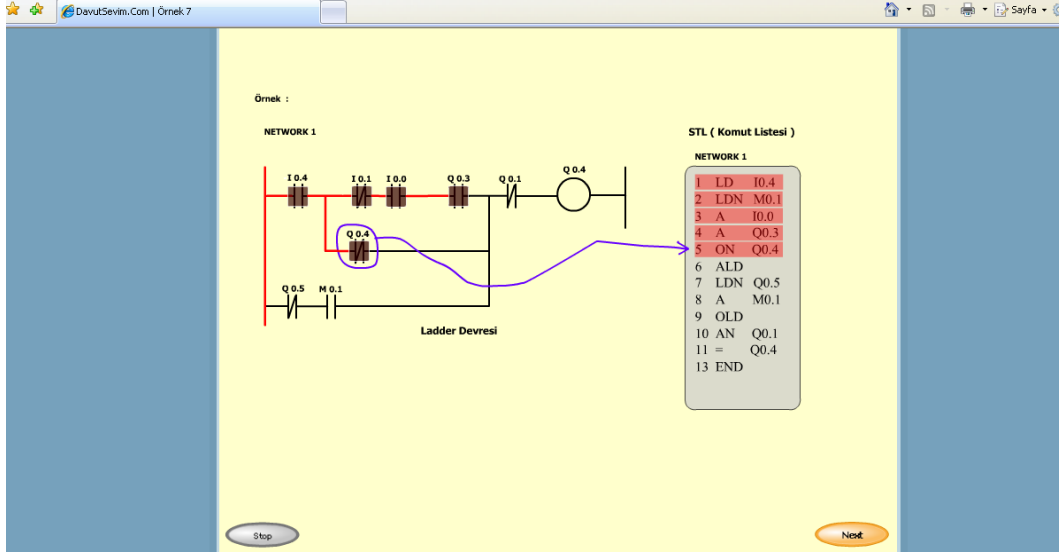 DavutSevim.Com | Örnek 7
Sayfa
Örnek :
NETWORK 1
I 0.4
I 0.1
I 0.0
Q 0.3
Q 0.1
Q 0.4
Q 0.4
Q 0.5
M 0.1
Ladder Devresi
STL ( Komut Listesi )
NETWORK 1
1 LD I0.4
2 LDN M0.1
3 A I0.0
4 A Q0.3
5 ON Q0.4
6 ALD
7 LDN Q0.5
8 A M0.1
9 OLD
10 AN Q0.1
11 = Q0.4
13 END
Stop
Next